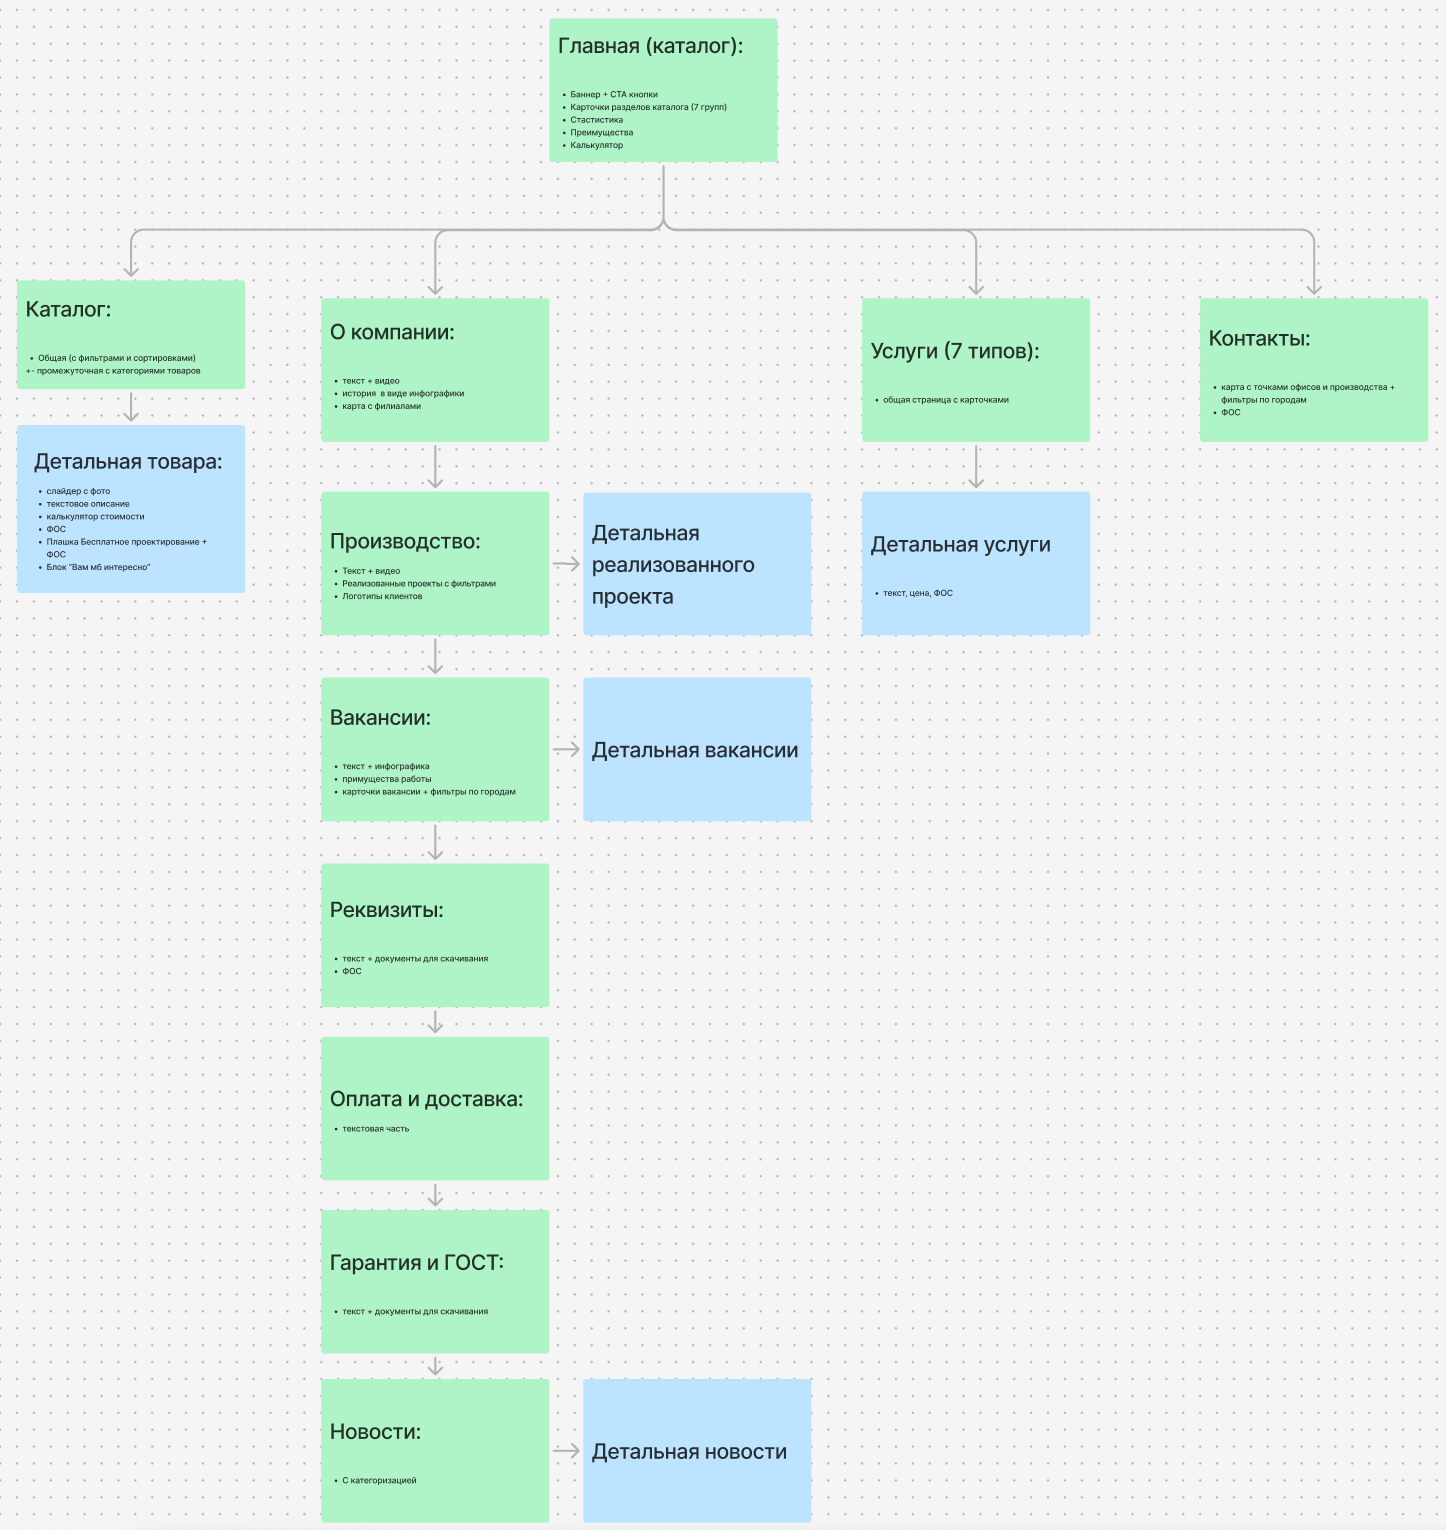 Главная (каталог):
• Баннер + СТА кнопки
• Карточки разделов каталога (7 групп)
• Стастистика
• Преимущества
• Калькулятор
Каталог:
• Общая (с фильтрами и сортировками)
+- промежуточная с категориями товаров
Детальная товара:
• слайдер с фото
• текстовое описание
• калькулятор стоимости
• ФОС
• Плашка Бесплатное проектирование +
ФОС
• Блок "Вам мб интересно"
О компании:
• текст + видео
• история в виде инфографики
• карта с филиалами
Производство:
• Текст + видео
• Реализованные проекты с фильтрами
• Логотипы клиентов
Детальная
реализованного
проекта
Вакансии:
• текст + инфографика
• примущества работы
• карточки вакансии + фильтры по городам
Детальная вакансии
Реквизиты:
• текст + документы для скачивания
• ФОС
Оплата и доставка:
• текстовая часть
Гарантия и ГОСТ:
• текст + документы для скачивания
Новости:
• С категоризацией
Детальная новости
Услуги (7 типов):
• общая страница с карточками
Детальная услуги
• текст, цена, ФОС
Контакты:
• карта с точками офисов и производства +
фильтры по городам
• ФОС